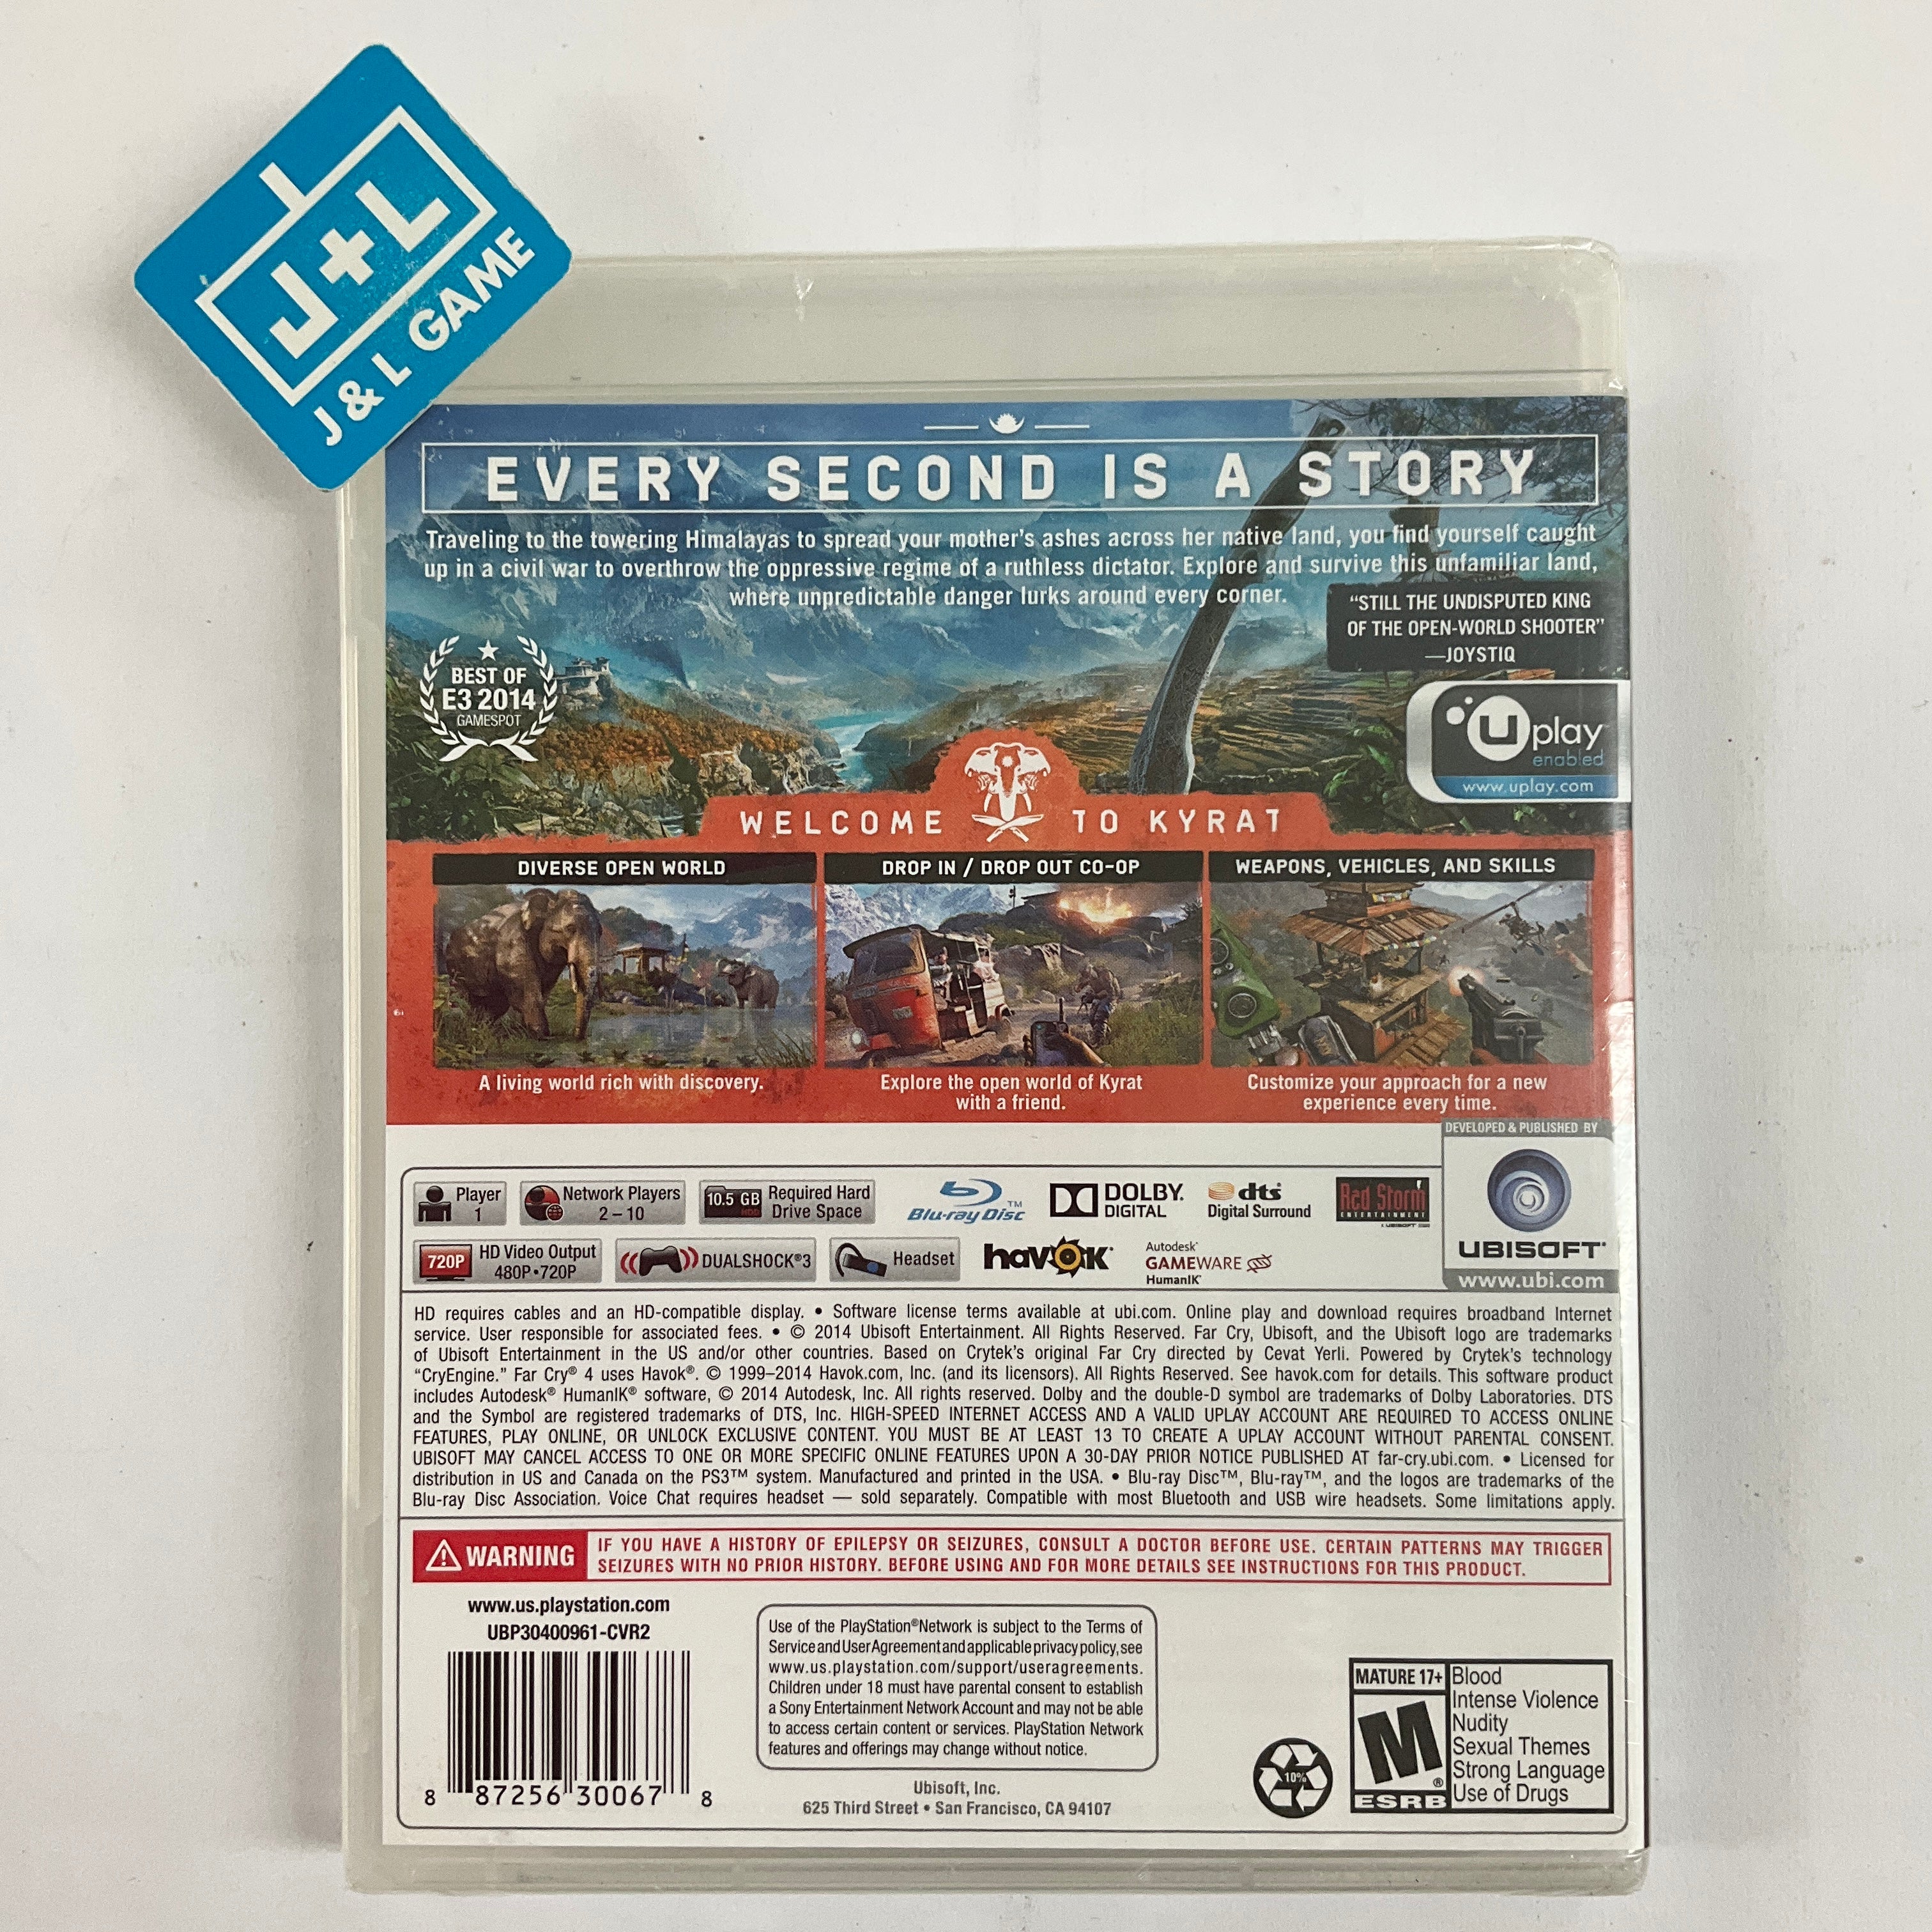 J+L
J & L GAME
EVERY SECOND IS A STORY
Traveling to the towering Himalayas to spread your mother's ashes across her native land, you find yourself caught
up in a civil war to overthrow the oppressive regime of a ruthless dictator. Explore and survive this unfamiliar land,
where unpredictable danger lurks around every corner.
"STILL THE UNDISPUTED KING
OF THE OPEN-WORLD SHOOTER"
—JOYSTIQ
BEST OF
E3 2014
GAMESPOT
Uplay
enabled
www.uplay.com
WELCOME TO KYRAT
DIVERSE OPEN WORLD
A living world rich with discovery.
DROP IN / DROP OUT CO-OP
Explore the open world of Kyrat
with a friend.
WEAPONS, VEHICLES, AND SKILLS
Customize your approach for a new
experience every time.
DEVELOPED & PUBLISHED BY
UBISOFT®
www.ubi.com
Player
1
Network Players
2 – 10
10.5 GB
HDD
Required Hard
Drive Space
Blu-ray Disc™
DOLBY.
DIGITAL
dts
Digital Surround
Red Storm
ENTERTAINMENT
720P
HD Video Output
480P•720P
DUALSHOCK®3
Headset
havok
Autodesk®
GAMEWARE
HumanIK®
HD requires cables and an HD-compatible display. • Software license terms available at ubi.com. Online play and download requires broadband Internet
service. User responsible for associated fees. • © 2014 Ubisoft Entertainment. All Rights Reserved. Far Cry, Ubisoft, and the Ubisoft logo are trademarks
of Ubisoft Entertainment in the US and/or other countries. Based on Crytek's original Far Cry directed by Cevat Yerli. Powered by Crytek's technology
"CryEngine." Far Cry® 4 uses Havok®. © 1999–2014 Havok.com, Inc. (and its licensors). All Rights Reserved. See havok.com for details. This software product
includes Autodesk® HumanIK® software, © 2014 Autodesk, Inc. All rights reserved. Dolby and the double-D symbol are trademarks of Dolby Laboratories. DTS
and the Symbol are registered trademarks of DTS, Inc. HIGH-SPEED INTERNET ACCESS AND A VALID UPLAY ACCOUNT ARE REQUIRED TO ACCESS ONLINE
FEATURES, PLAY ONLINE, OR UNLOCK EXCLUSIVE CONTENT. YOU MUST BE AT LEAST 13 TO CREATE A UPLAY ACCOUNT WITHOUT PARENTAL CONSENT.
UBISOFT MAY CANCEL ACCESS TO ONE OR MORE SPECIFIC ONLINE FEATURES UPON A 30-DAY PRIOR NOTICE PUBLISHED AT far-cry.ubi.com. • Licensed for
distribution in US and Canada on the PS3™ system. Manufactured and printed in the USA. • Blu-ray Disc™, Blu-ray™, and the logos are trademarks of the
Blu-ray Disc Association. Voice Chat requires headset — sold separately. Compatible with most Bluetooth and USB wire headsets. Some limitations apply.
WARNING
IF YOU HAVE A HISTORY OF EPILEPSY OR SEIZURES, CONSULT A DOCTOR BEFORE USE. CERTAIN PATTERNS MAY TRIGGER
SEIZURES WITH NO PRIOR HISTORY. BEFORE USING AND FOR MORE DETAILS SEE INSTRUCTIONS FOR THIS PRODUCT.
www.us.playstation.com
UBP30400961-CVR2
8 87256 30067 8
Use of the PlayStation®Network is subject to the Terms of
Service and User Agreement and applicable privacy policy, see
www.us.playstation.com/support/useragreements.
Children under 18 must have parental consent to establish
a Sony Entertainment Network Account and may not be able
to access certain content or services. PlayStation Network
features and offerings may change without notice.
Ubisoft, Inc.
625 Third Street • San Francisco, CA 94107
10%
MATURE 17+
M
®
ESRB
Blood
Intense Violence
Nudity
Sexual Themes
Strong Language
Use of Drugs